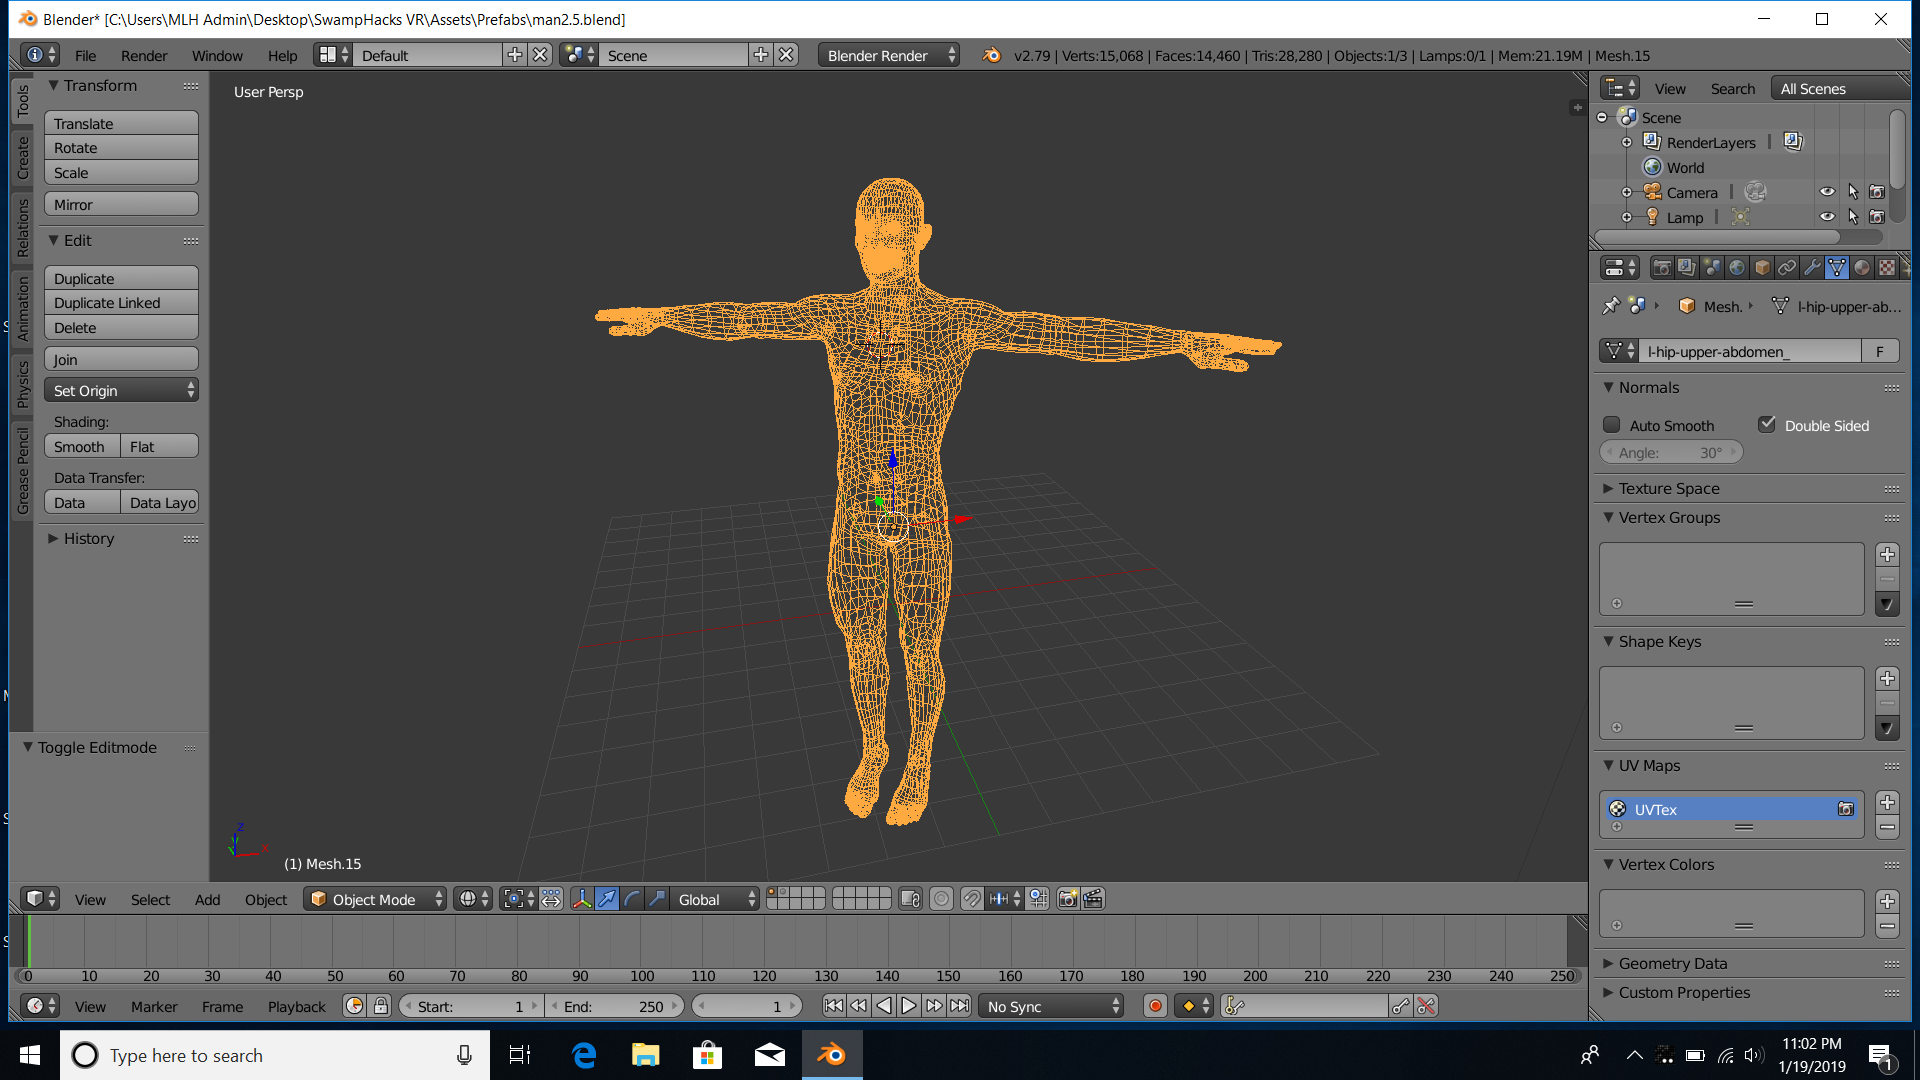 Blender* [C:\Users\MLH Admin\Desktop\SwampHacks VR\Assets\Prefabs\man2.5.blend]
File Render Window Help Default Scene Blender Render v2.79 | Verts:15,068 | Faces:14,460 | Tris:28,280 | Objects:1/3 | Lamps:0/1 | Mem:21.19M | Mesh.15
Tools
Create
Relations
Animation
Physics
Grease Pencil
Transform
Translate
Rotate
Scale
Mirror
Edit
Duplicate
Duplicate Linked
Delete
Join
Set Origin
Shading:
Smooth Flat
Data Transfer:
Data Data Layo
History
Toggle Editmode
User Persp
z
x
(1) Mesh.15
View Search All Scenes
Scene
RenderLayers
World
Camera
Lamp
Mesh. l-hip-upper-ab...
l-hip-upper-abdomen_ F
Normals
Auto Smooth Double Sided
Angle: 30°
Texture Space
Vertex Groups
Shape Keys
UV Maps
UVTex
Vertex Colors
Geometry Data
Custom Properties
View Select Add Object Object Mode Global
0 10 20 30 40 50 60 70 80 90 100 110 120 130 140 150 160 170 180 190 200 210 220 230 240 250
View Marker Frame Playback Start: 1 End: 250 1 No Sync
Type here to search
11:02 PM
1/19/2019
1